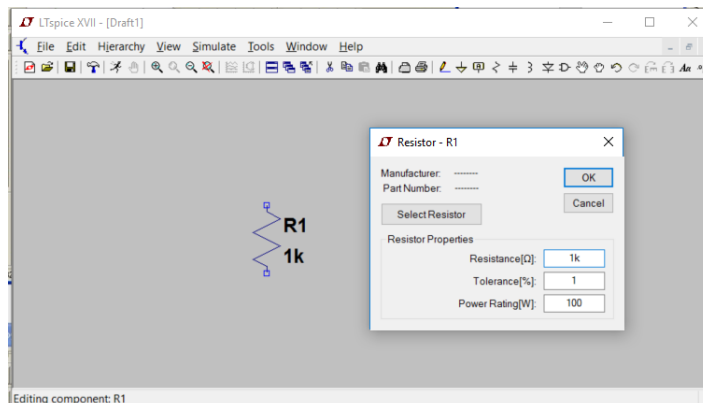 LTspice XVII - [Draft1]
File Edit Hierarchy View Simulate Tools Window Help
Aa
Resistor - R1
Manufacturer: --------
Part Number: --------
OK
Cancel
Select Resistor
R1
1k
Resistor Properties
Resistance[Ω]: 1k
Tolerance[%]: 1
Power Rating[W]: 100
Editing component: R1